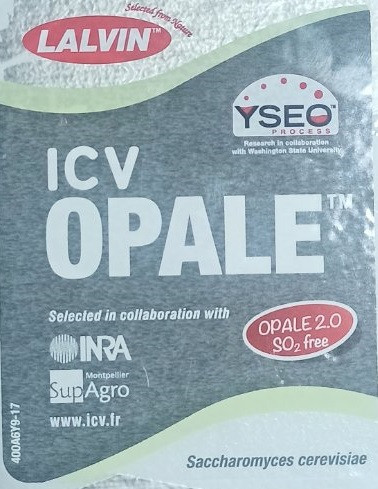 Selected from Nature
LALVIN™
YSEO™
PROCESS
Research in collaboration
with Washington State University
ICV
OPALE™
Selected in collaboration with
OPALE 2.0
SO₂ free
INRA
Montpellier
SupAgro
www.icv.fr
400A6Y9-17
Saccharomyces cerevisiae